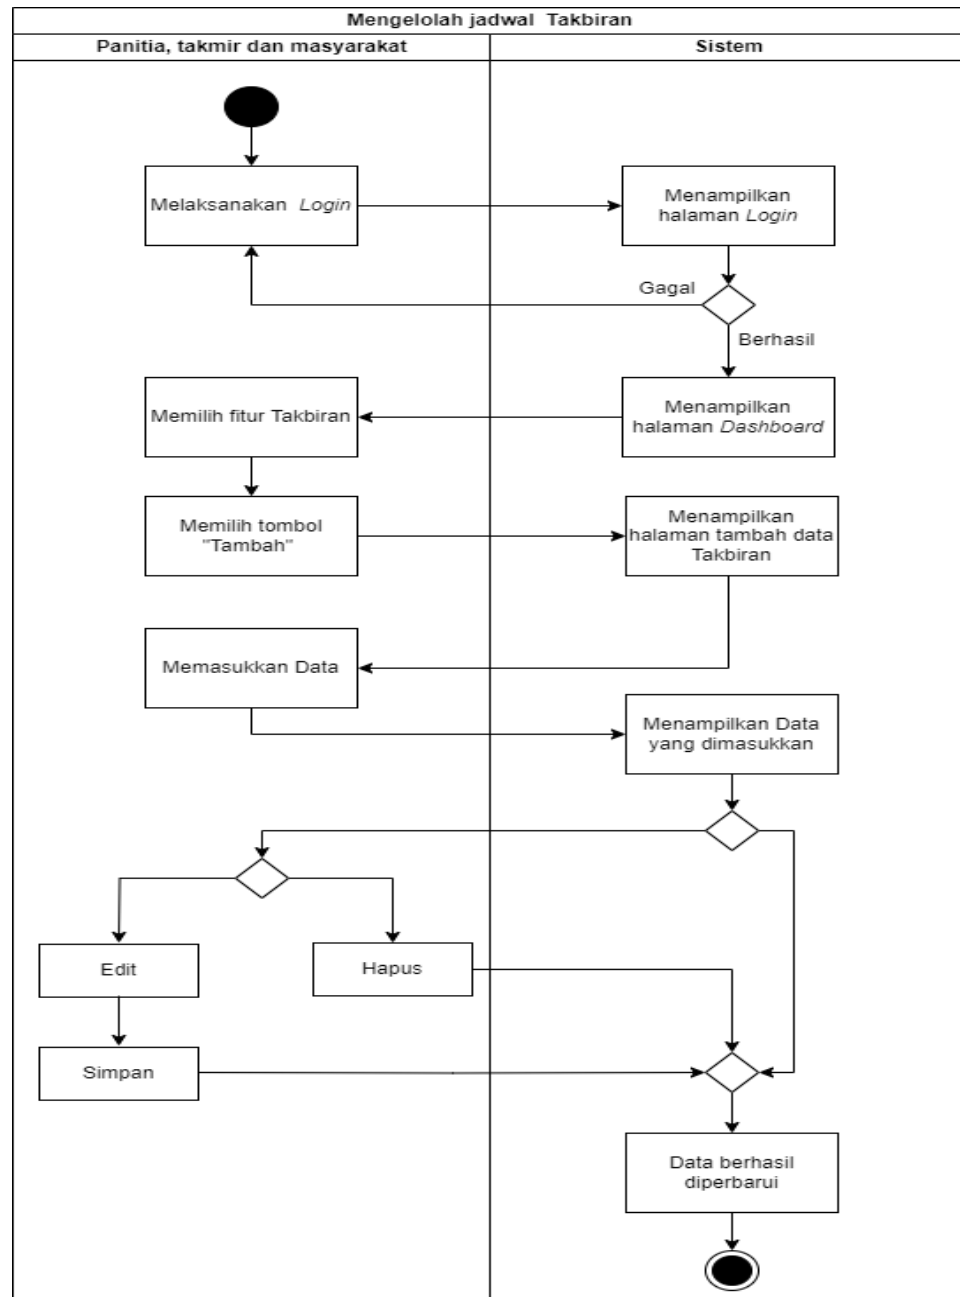 Mengelolah jadwal Takbiran
Panitia, takmir dan masyarakat
Sistem
Melaksanakan Login
Menampilkan
halaman Login
Gagal
Berhasil
Memilih fitur Takbiran
Menampilkan
halaman Dashboard
Memilih tombol
"Tambah"
Menampilkan
halaman tambah data
Takbiran
Memasukkan Data
Menampilkan Data
yang dimasukkan
Edit
Hapus
Simpan
Data berhasil
diperbarui